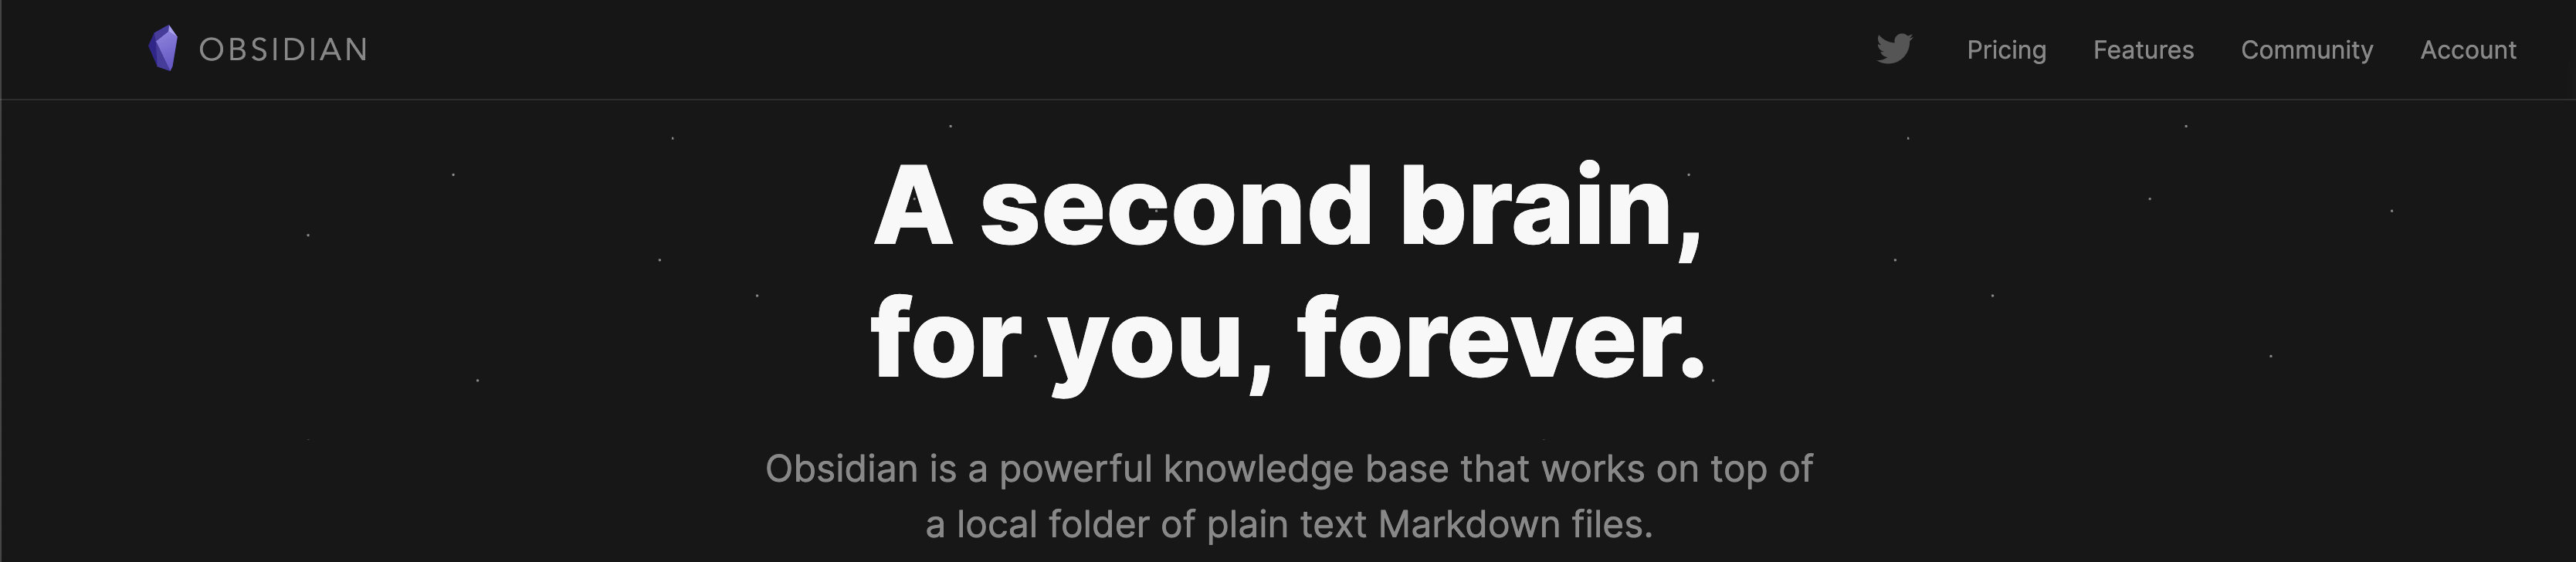 OBSIDIAN
Pricing Features Community Account
A second brain,
for you, forever.
Obsidian is a powerful knowledge base that works on top of
a local folder of plain text Markdown files.